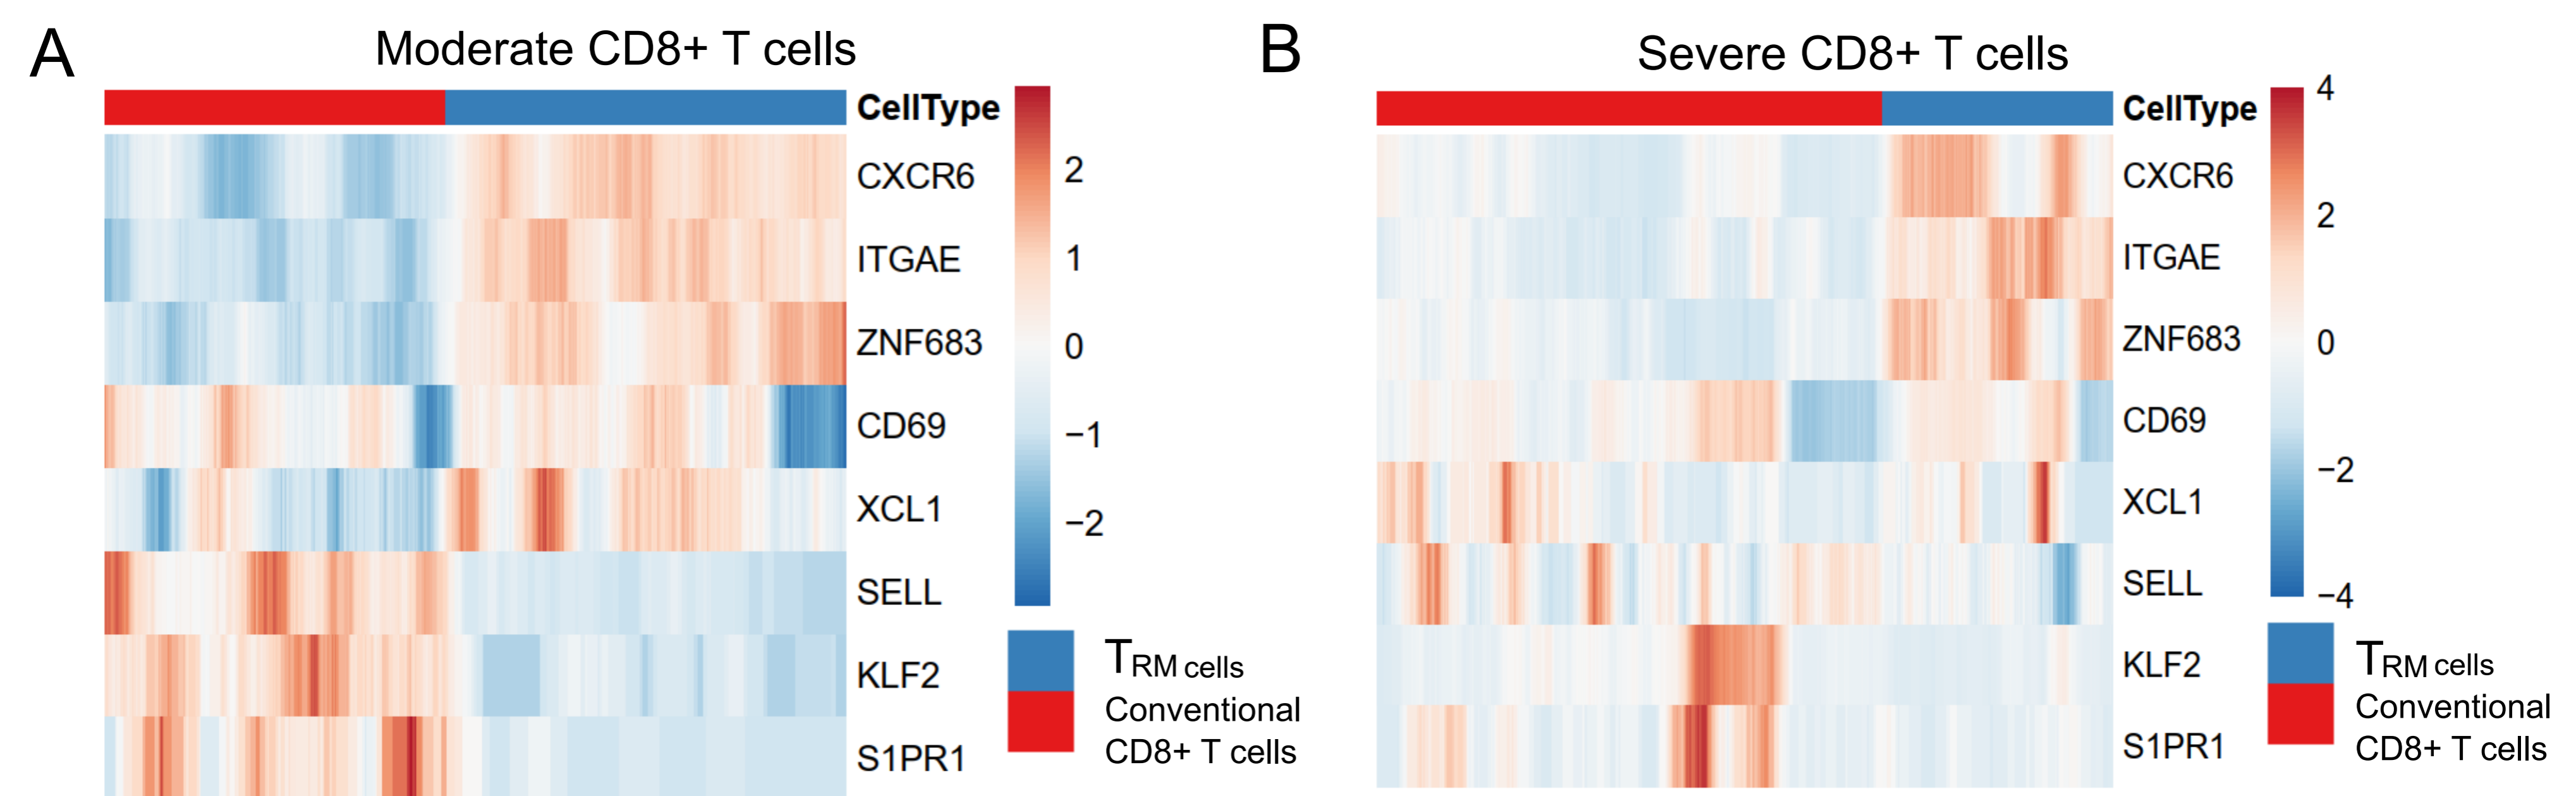 A
Moderate CD8+ T cells
CellType
CXCR6
ITGAE
ZNF683
CD69
XCL1
SELL
KLF2
S1PR1
2
1
0
−1
−2
TRM cells
Conventional
CD8+ T cells
B
Severe CD8+ T cells
CellType
CXCR6
ITGAE
ZNF683
CD69
XCL1
SELL
KLF2
S1PR1
4
2
0
−2
−4
TRM cells
Conventional
CD8+ T cells